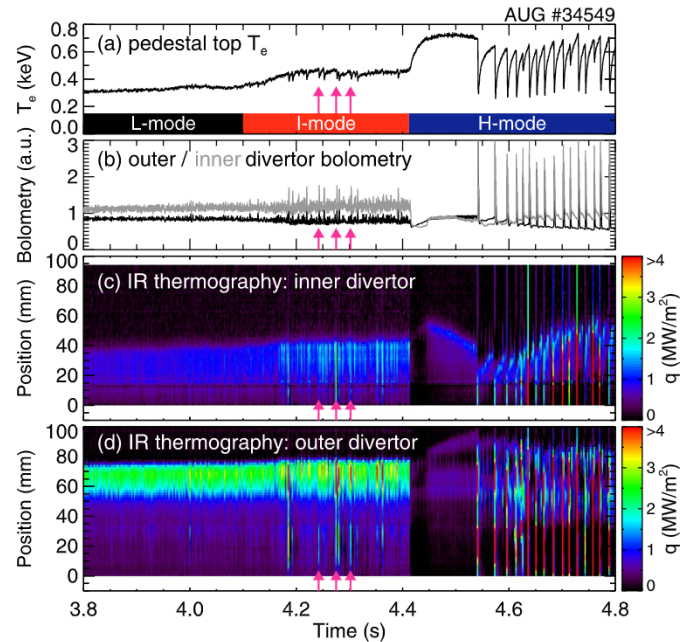 AUG #34549
(a) pedestal top Te
Te (keV)
0.8
0.6
0.4
0.2
0.0
L-mode I-mode H-mode
(b) outer / inner divertor bolometry
Bolometry (a.u.)
3
2
1
0
(c) IR thermography: inner divertor
Position (mm)
100
80
60
40
20
0
>4
3
2
1
0
q (MW/m²)
(d) IR thermography: outer divertor
Position (mm)
100
80
60
40
20
0
>4
3
2
1
0
q (MW/m²)
3.8 4.0 4.2 4.4 4.6 4.8
Time (s)